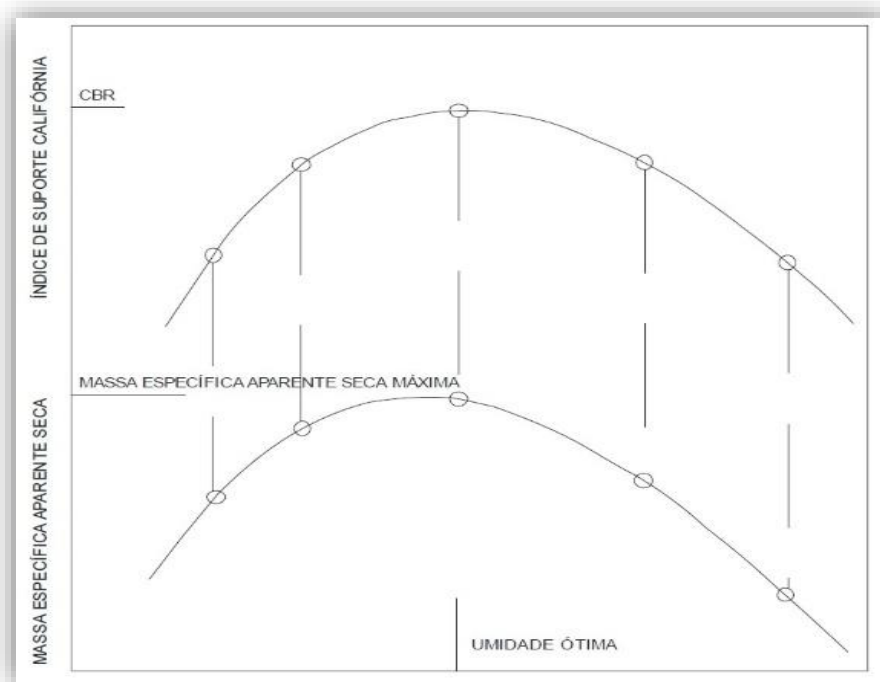 ÍNDICE DE SUPORTE CALIFÓRNIA
CBR
MASSA ESPECÍFICA APARENTE SECA MÁXIMA
MASSA ESPECÍFICA APARENTE SECA
UMIDADE ÓTIMA